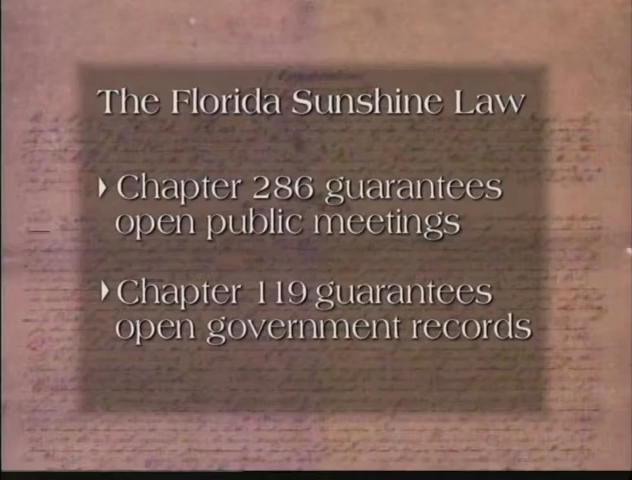 The Florida Sunshine Law
Chapter 286 guarantees
open public meetings
Chapter 119 guarantees
open government records